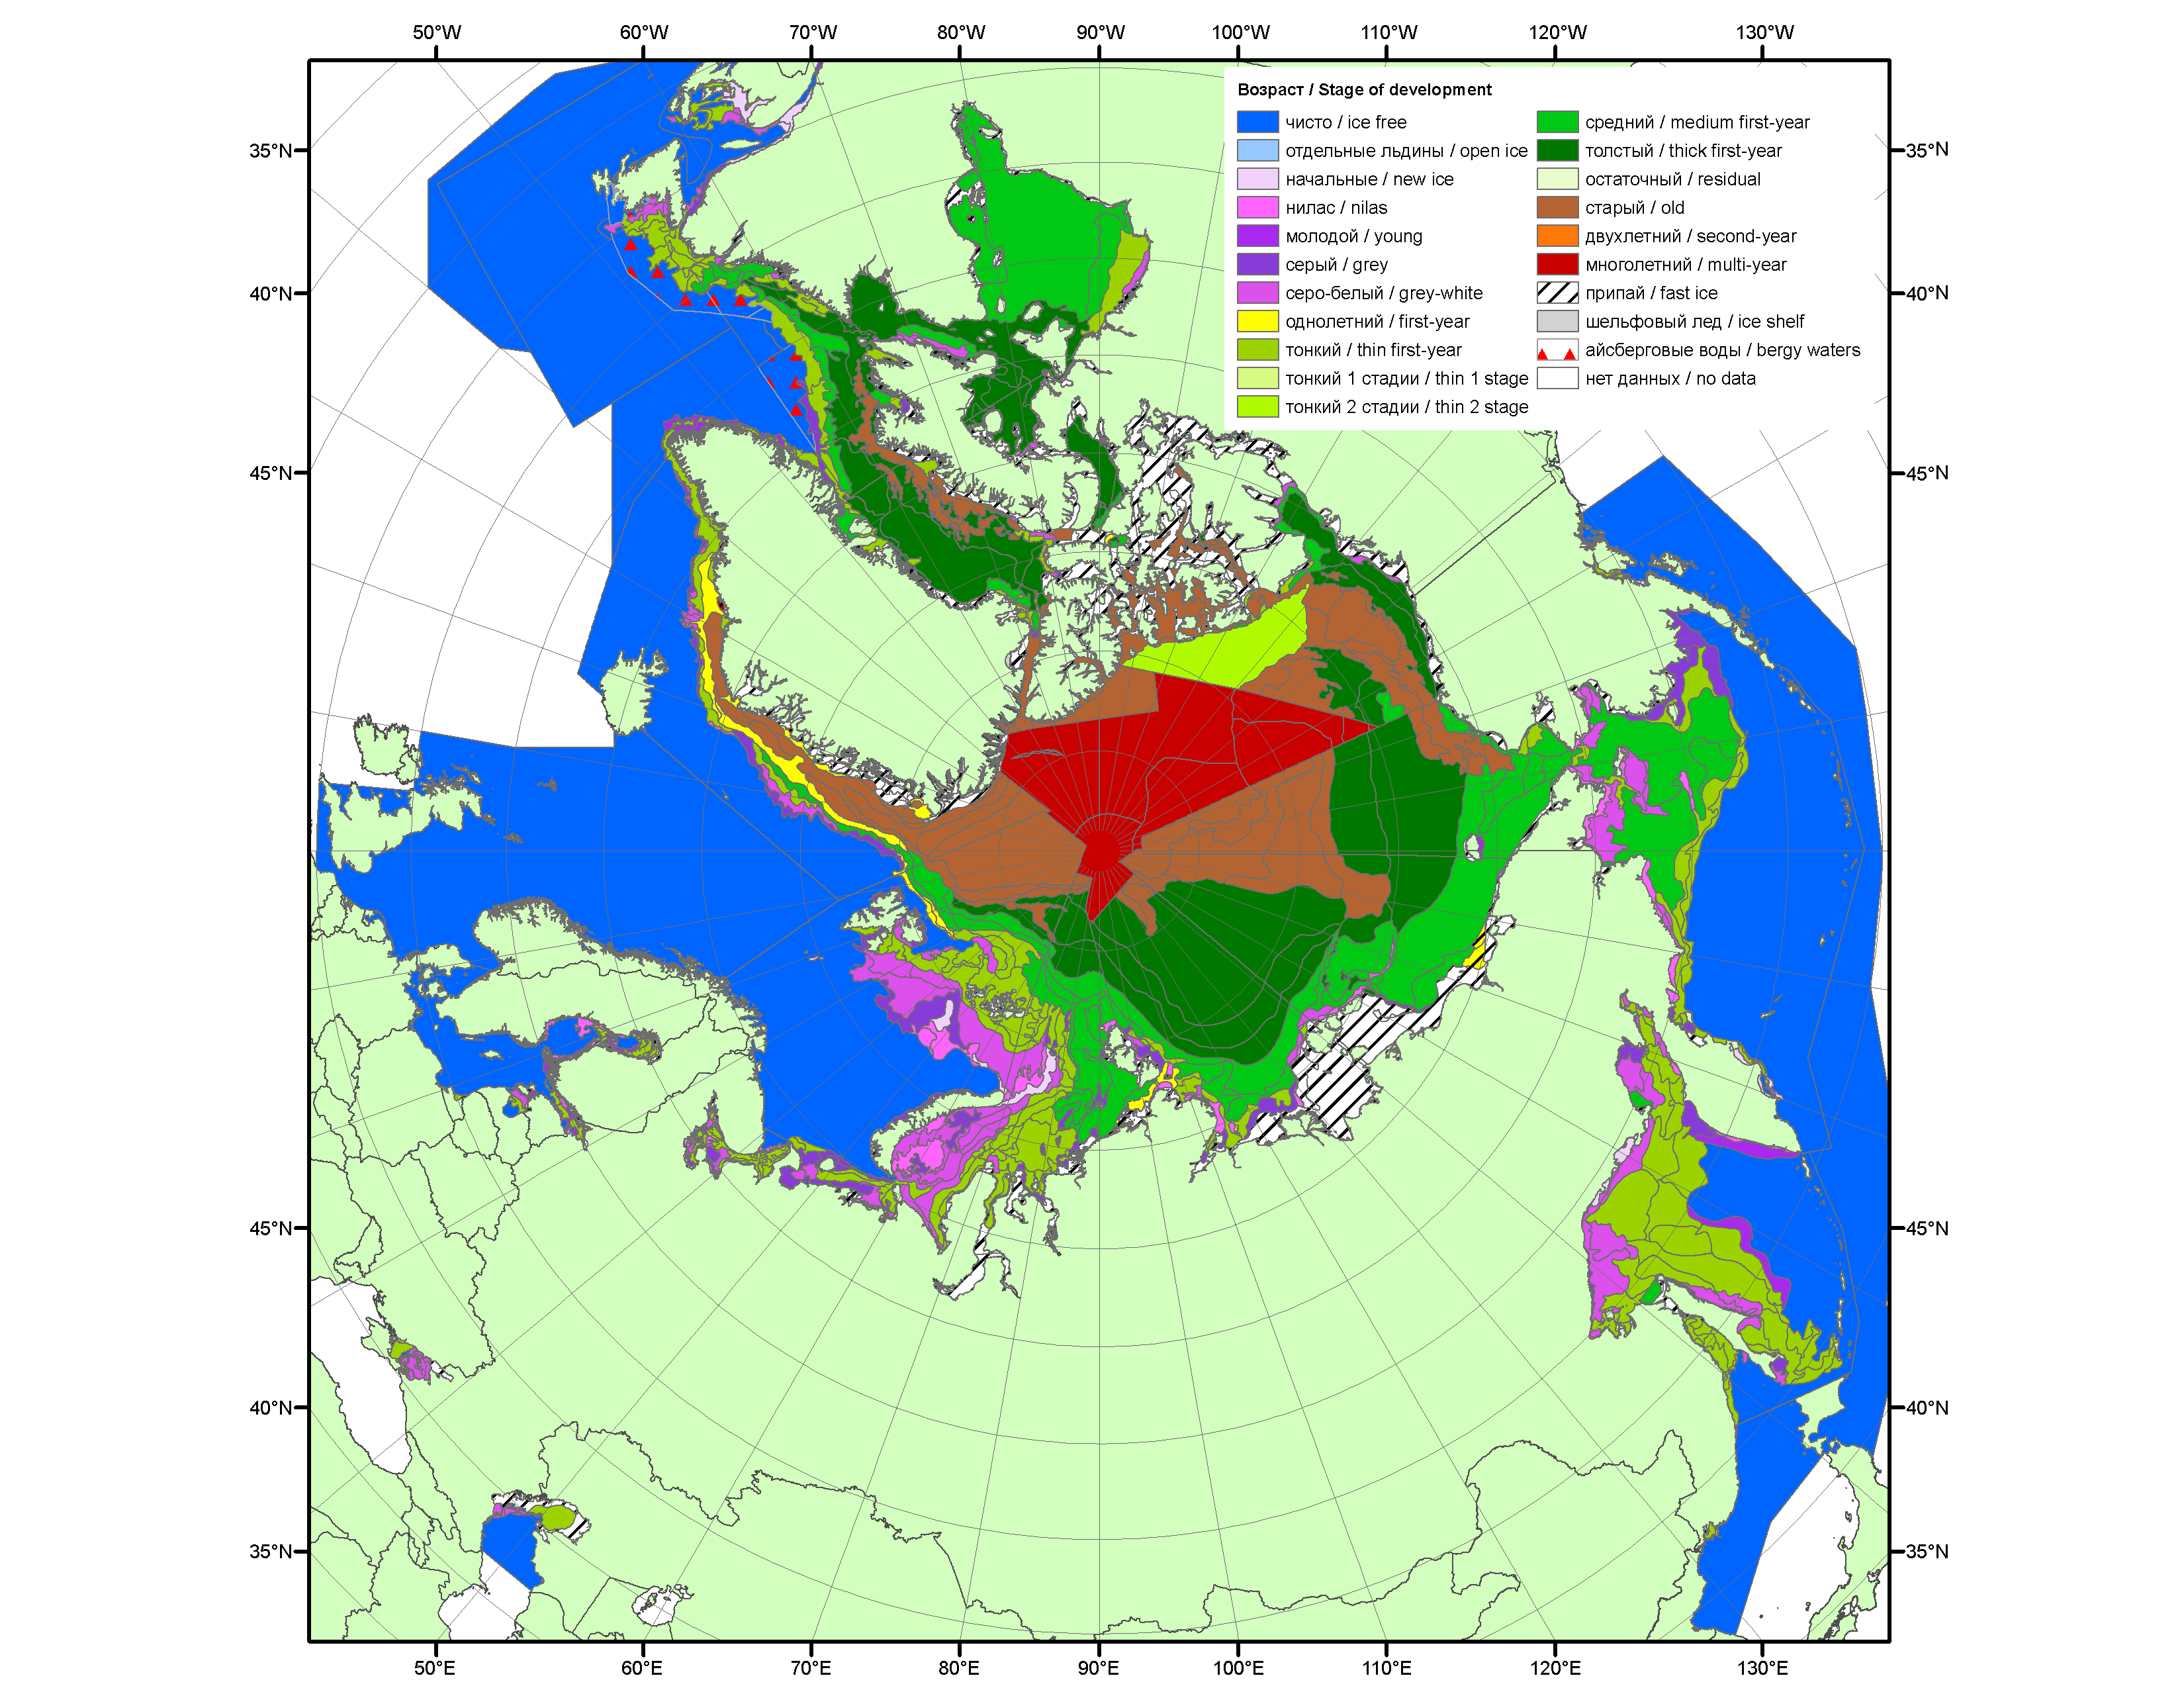 50°W 60°W 70°W 80°W 90°W 100°W 110°W 120°W 130°W
Возраст / Stage of development
чисто / ice free
отдельные льдины / open ice
начальные / new ice
нилас / nilas
молодой / young
серый / grey
серо-белый / grey-white
однолетний / first-year
тонкий / thin first-year
тонкий 1 стадии / thin 1 stage
тонкий 2 стадии / thin 2 stage
средний / medium first-year
толстый / thick first-year
остаточный / residual
старый / old
двухлетний / second-year
многолетний / multi-year
припай / fast ice
шельфовый лед / ice shelf
айсберговые воды / bergy waters
нет данных / no data
35°N 35°N
40°N 40°N
45°N 45°N
45°N 45°N
40°N 40°N
35°N 35°N
50°E 60°E 70°E 80°E 90°E 100°E 110°E 120°E 130°E